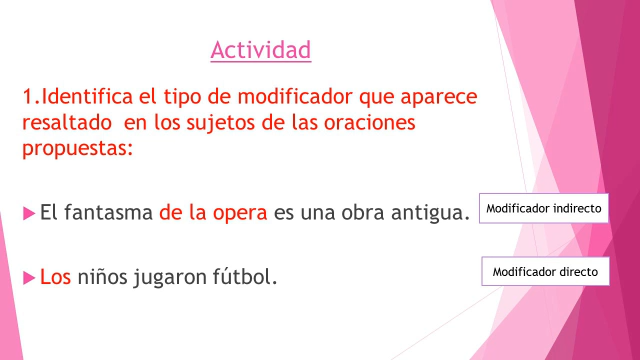 Actividad
1.Identifica el tipo de modificador que aparece
resaltado en los sujetos de las oraciones
propuestas:
El fantasma de la opera es una obra antigua.
Modificador indirecto
Los niños jugaron fútbol.
Modificador directo